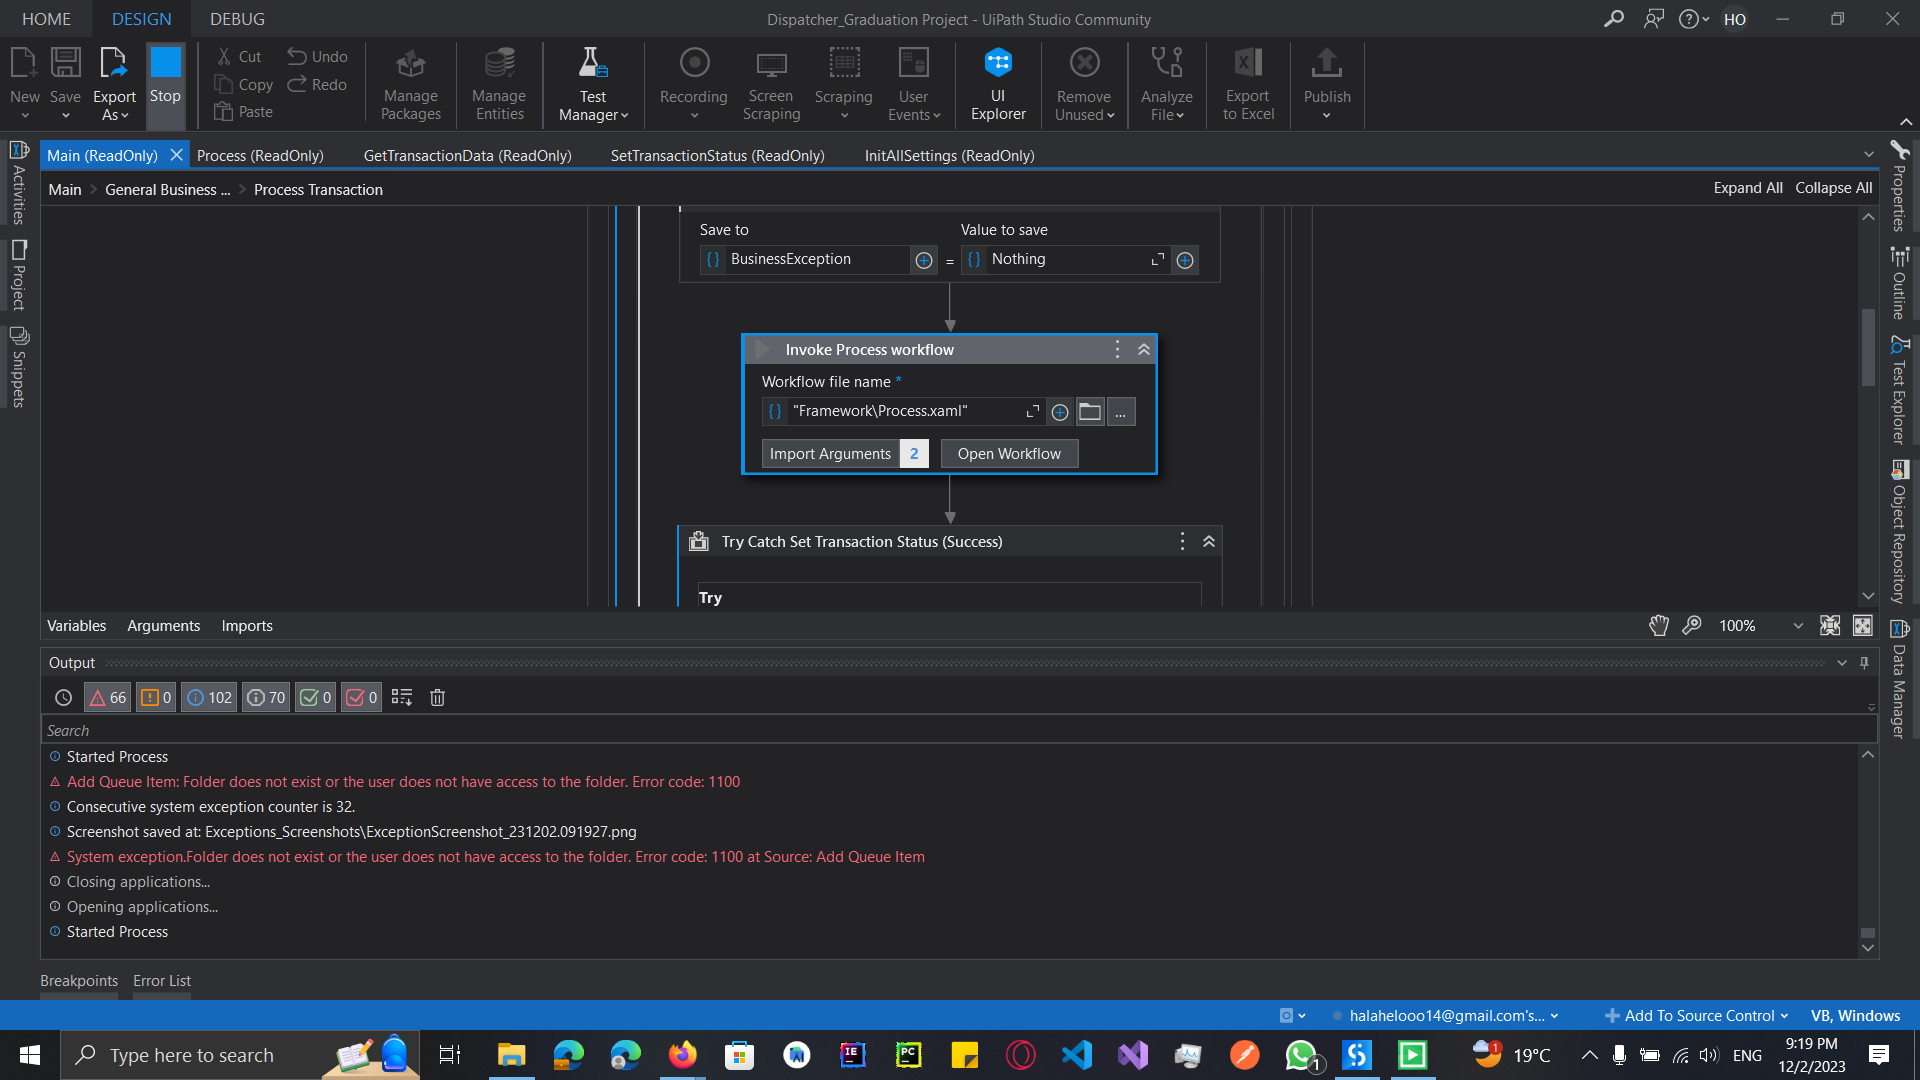 HOME
DESIGN
DEBUG
Dispatcher_Graduation Project - UiPath Studio Community
HO
New
Save
Export As
Stop
Cut
Copy
Paste
Undo
Redo
Manage Packages
Manage Entities
Test Manager
Recording
Screen Scraping
Scraping
User Events
UI Explorer
Remove Unused
Analyze File
Export to Excel
Publish
Main (ReadOnly)
Process (ReadOnly)
GetTransactionData (ReadOnly)
SetTransactionStatus (ReadOnly)
InitAllSettings (ReadOnly)
Main > General Business ... > Process Transaction
Expand All
Collapse All
Activities
Project
Snippets
Properties
Outline
Test Explorer
Object Repository
Data Manager
Save to
Value to save
BusinessException
=
Nothing
Invoke Process workflow
Workflow file name *
"Framework\Process.xaml"
...
Import Arguments 2
Open Workflow
Try Catch Set Transaction Status (Success)
Try
Variables
Arguments
Imports
100%
Output
66
0
102
70
0
0
Search
Started Process
Add Queue Item: Folder does not exist or the user does not have access to the folder. Error code: 1100
Consecutive system exception counter is 32.
Screenshot saved at: Exceptions_Screenshots\ExceptionScreenshot_231202.091927.png
System exception.Folder does not exist or the user does not have access to the folder. Error code: 1100 at Source: Add Queue Item
Closing applications...
Opening applications...
Started Process
Breakpoints
Error List
halahelooo14@gmail.com's...
Add To Source Control
VB, Windows
Type here to search
IE
PC
1
1
19°C
ENG
9:19 PM
12/2/2023